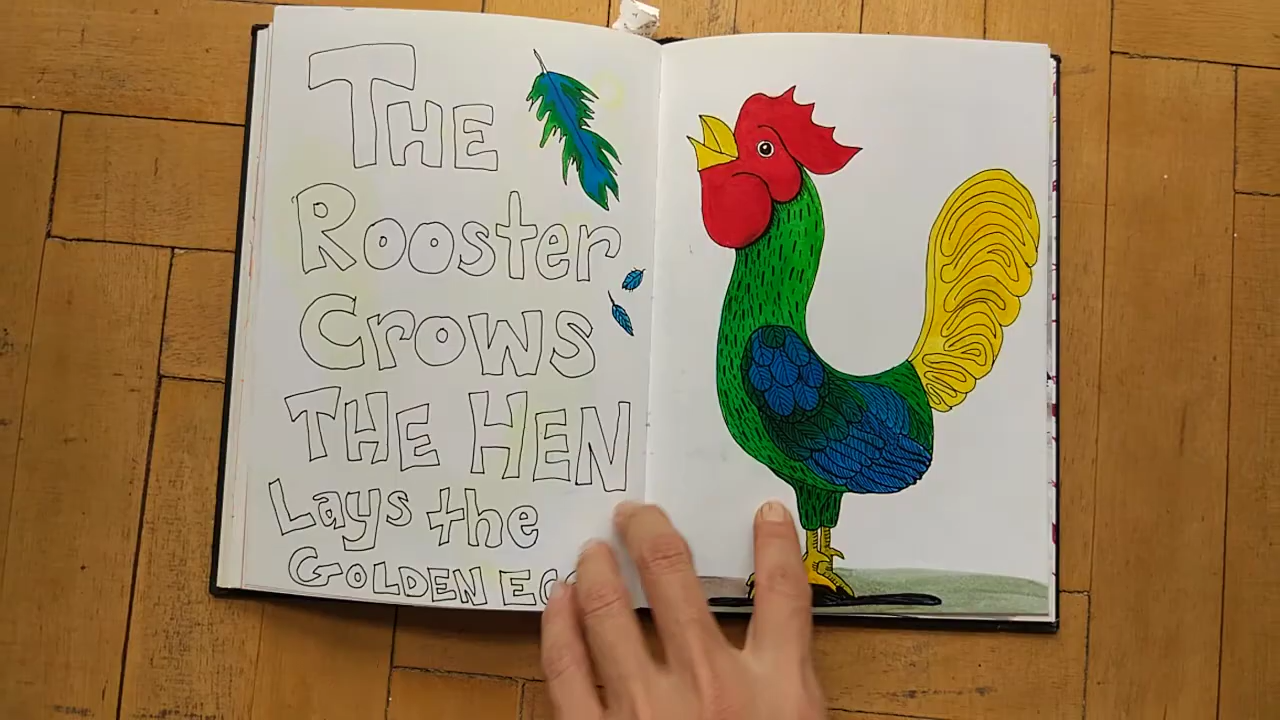 THE
Rooster
Crows
THE HEN
Lays the
GOLDEN